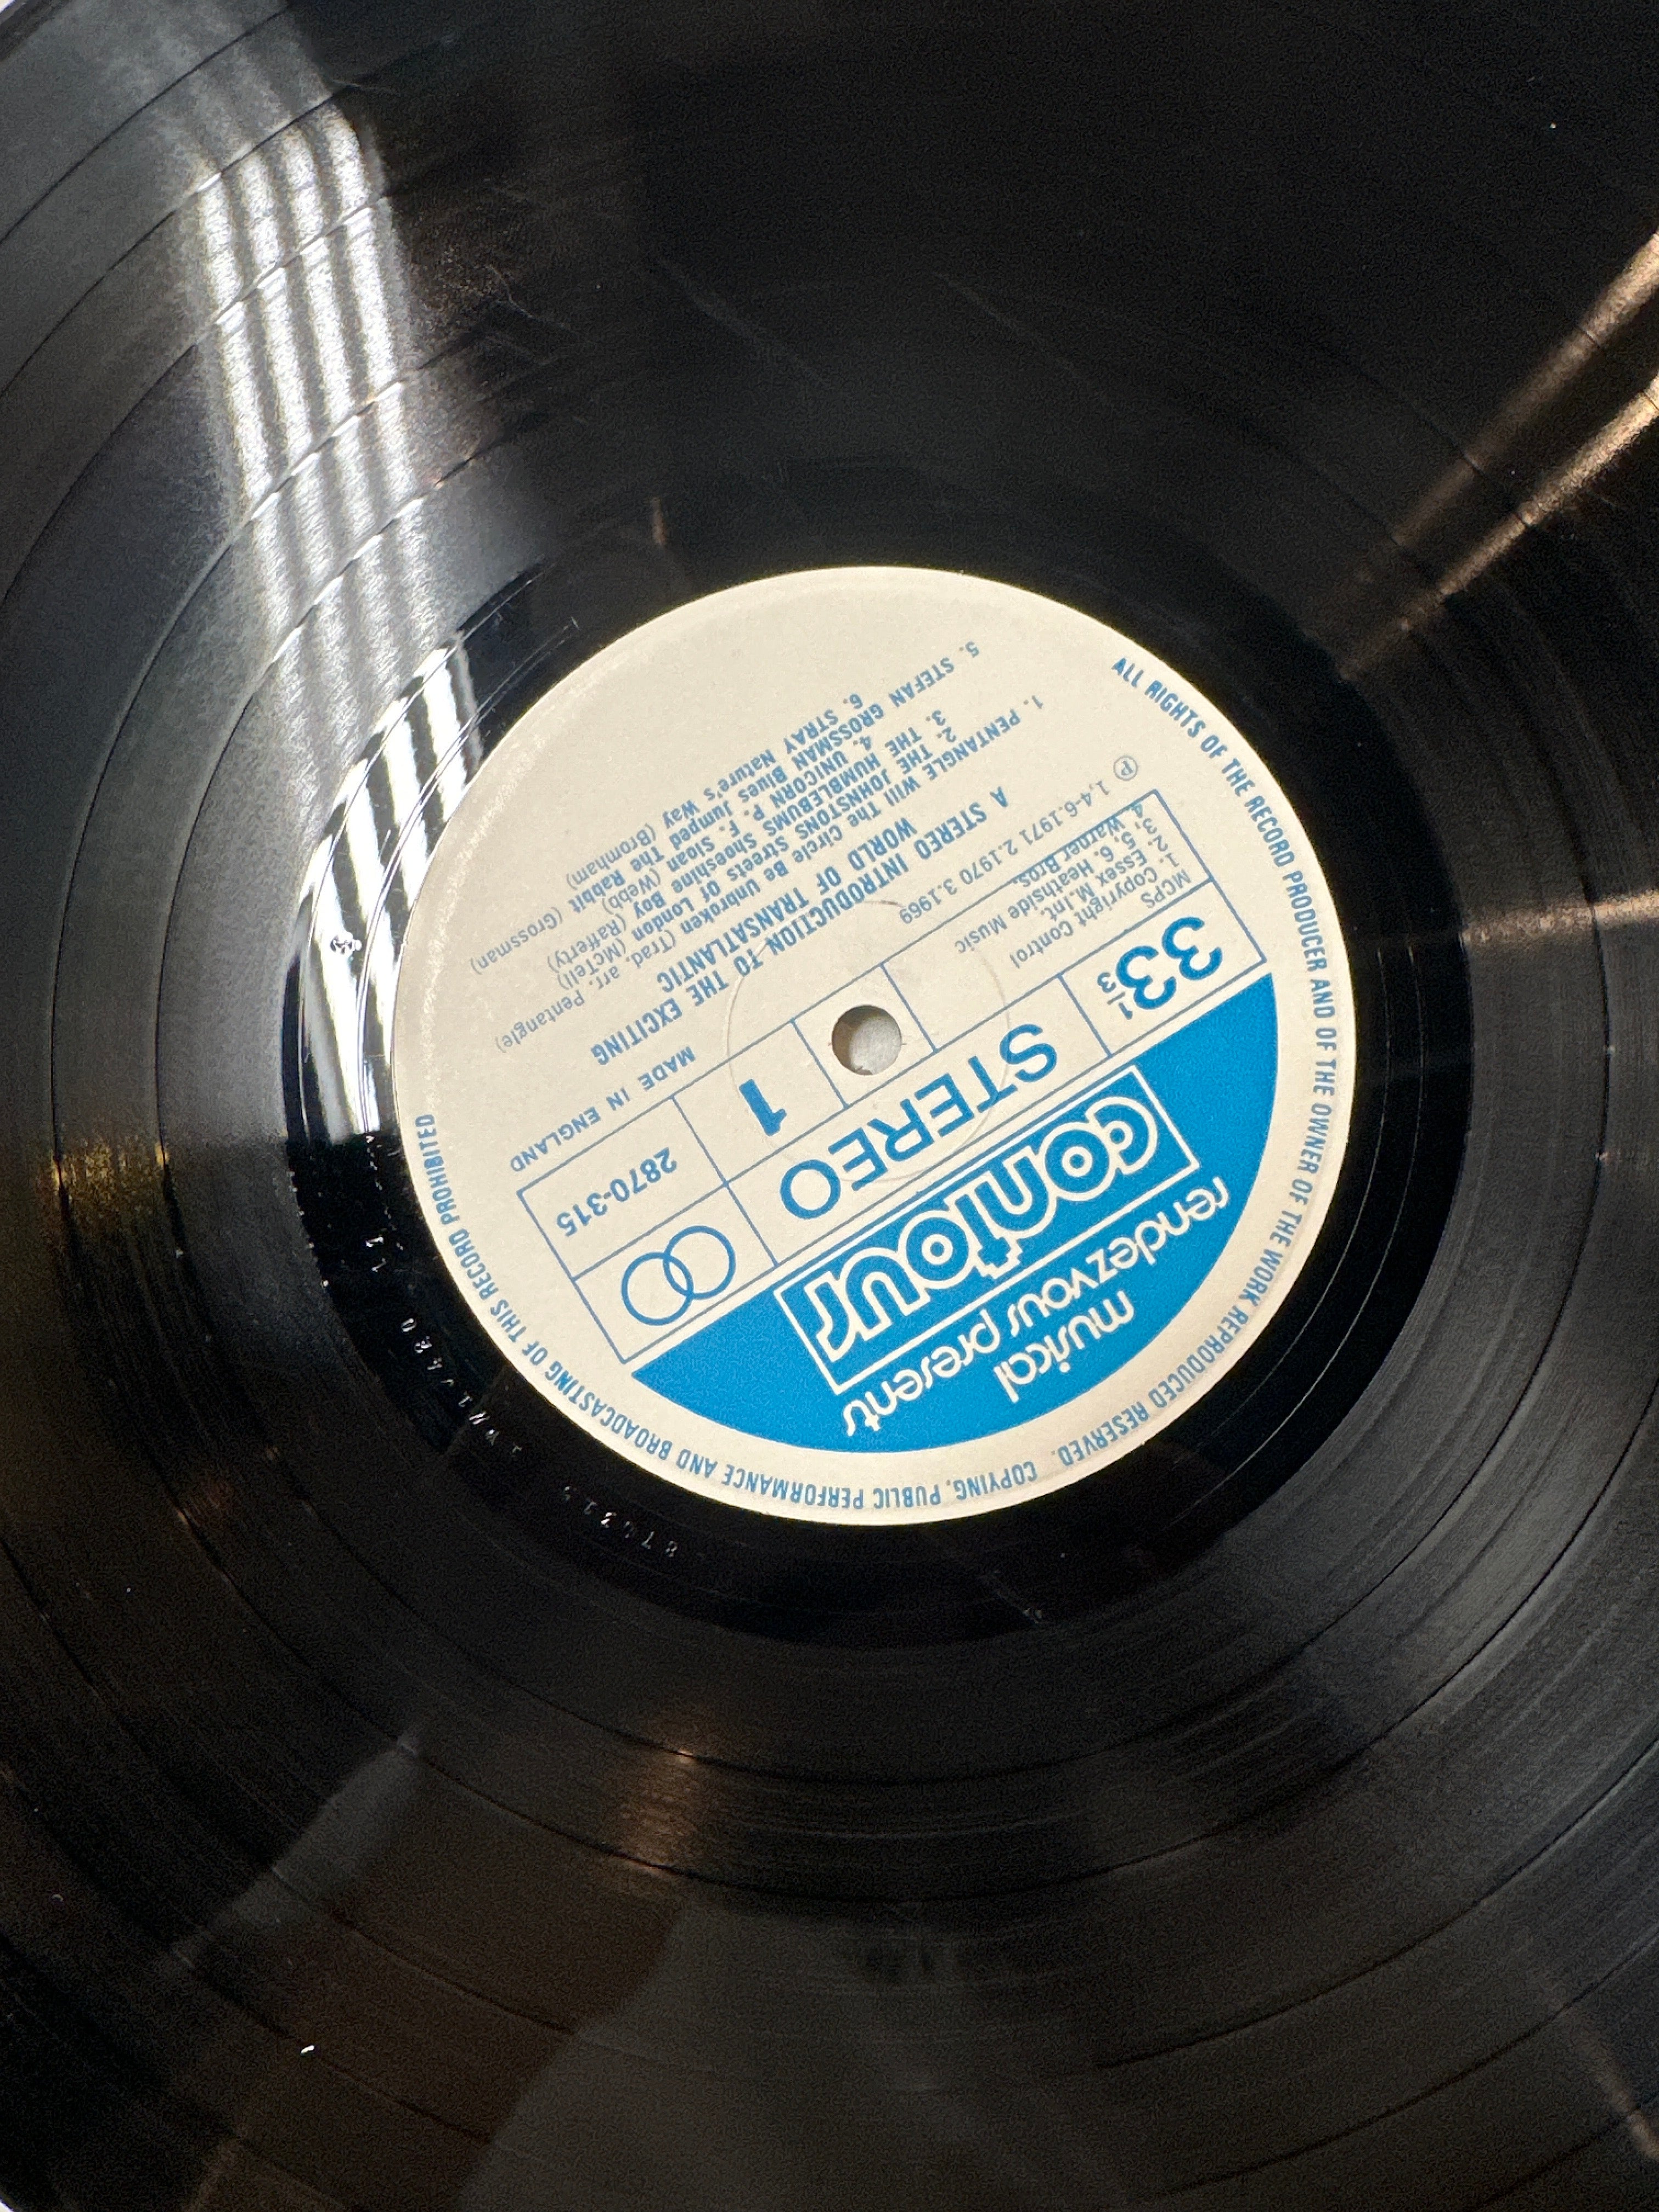 musical
rendezvous presents
contour
33 1/3
STEREO
MCPS
1. Copyright Control
2,3. Essex M.Int.
4. Warner Bros.
5, 6. Heathside Music
1
2870-315
℗ 1,4-6.1971 2.1970 3.1969
MADE IN ENGLAND
A STEREO INTRODUCTION TO THE EXCITING
WORLD OF TRANSATLANTIC
1. PENTANGLE Will The Circle Be Unbroken (Trad. arr. Pentangle)
2. THE JOHNSTONS Streets Of London (McTell)
3. THE HUMBLEBUMS Shoeshine Boy (Rafferty)
4. UNICORN P. F. Sloan (Webb)
5. STEFAN GROSSMAN Blues Jumped The Rabbit (Grossman)
6. STRAY Nature's Way (Bromham)
ALL RIGHTS OF THE RECORD PRODUCER AND OF THE OWNER OF THE WORK REPRODUCED RESERVED. COPYING, PUBLIC PERFORMANCE AND BROADCASTING OF THIS RECORD PROHIBITED